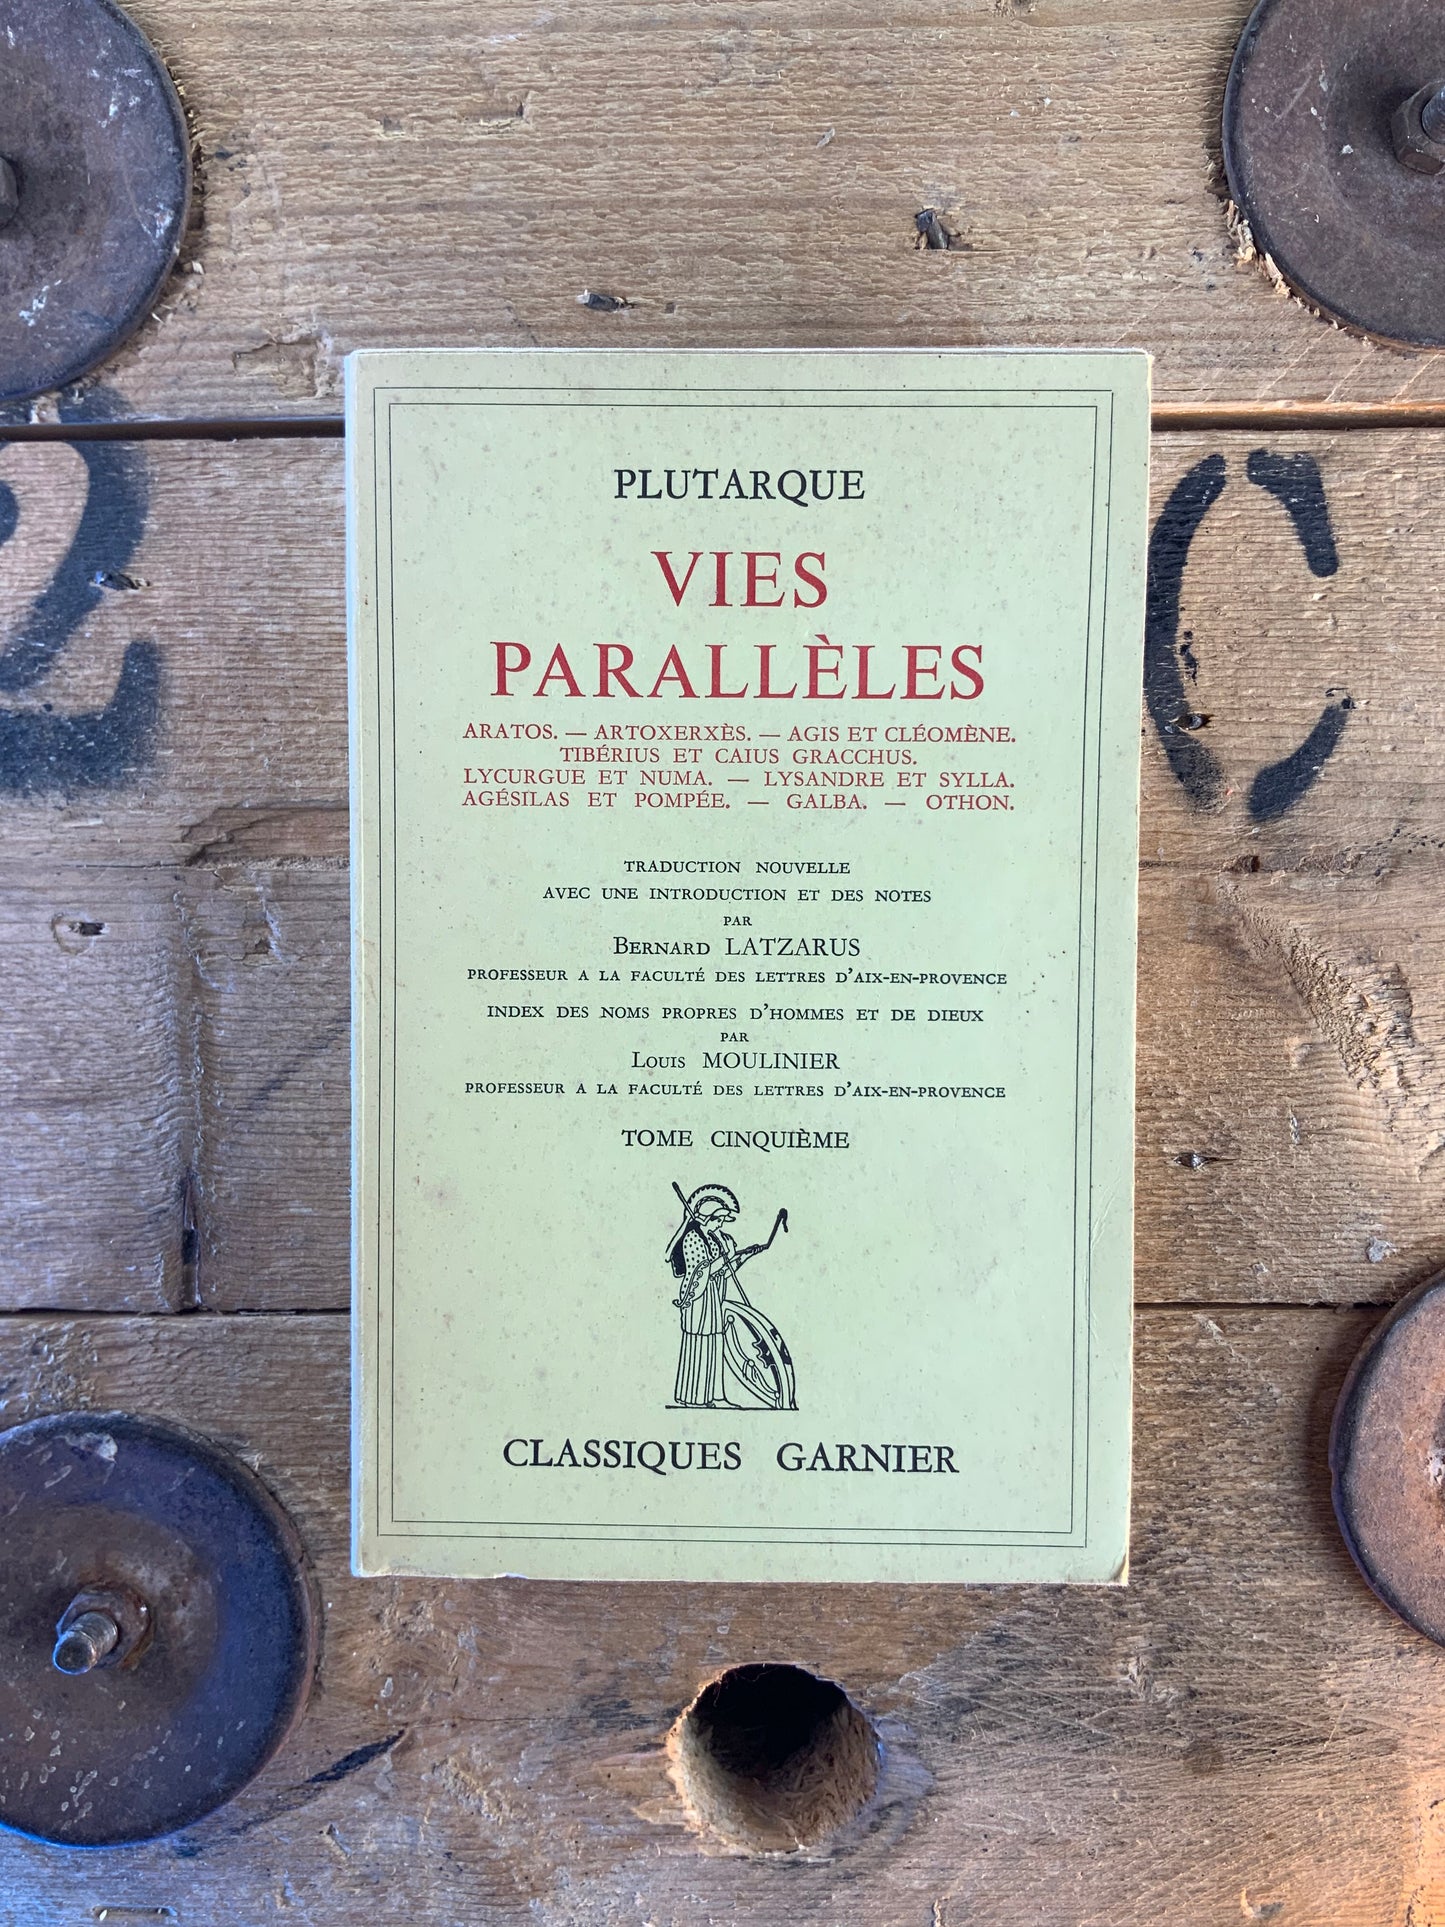 PLUTARQUE
VIES
PARALLÈLES
ARATOS. — ARTOXERXÈS. — AGIS ET CLÉOMÈNE.
TIBÉRIUS ET CAIUS GRACCHUS.
LYCURGUE ET NUMA. — LYSANDRE ET SYLLA.
AGÉSILAS ET POMPÉE. — GALBA. — OTHON.
TRADUCTION NOUVELLE
AVEC UNE INTRODUCTION ET DES NOTES
PAR
BERNARD LATZARUS
PROFESSEUR A LA FACULTÉ DES LETTRES D'AIX-EN-PROVENCE
INDEX DES NOMS PROPRES D'HOMMES ET DE DIEUX
PAR
LOUIS MOULINIER
PROFESSEUR A LA FACULTÉ DES LETTRES D'AIX-EN-PROVENCE
TOME CINQUIÈME
CLASSIQUES GARNIER
2 C